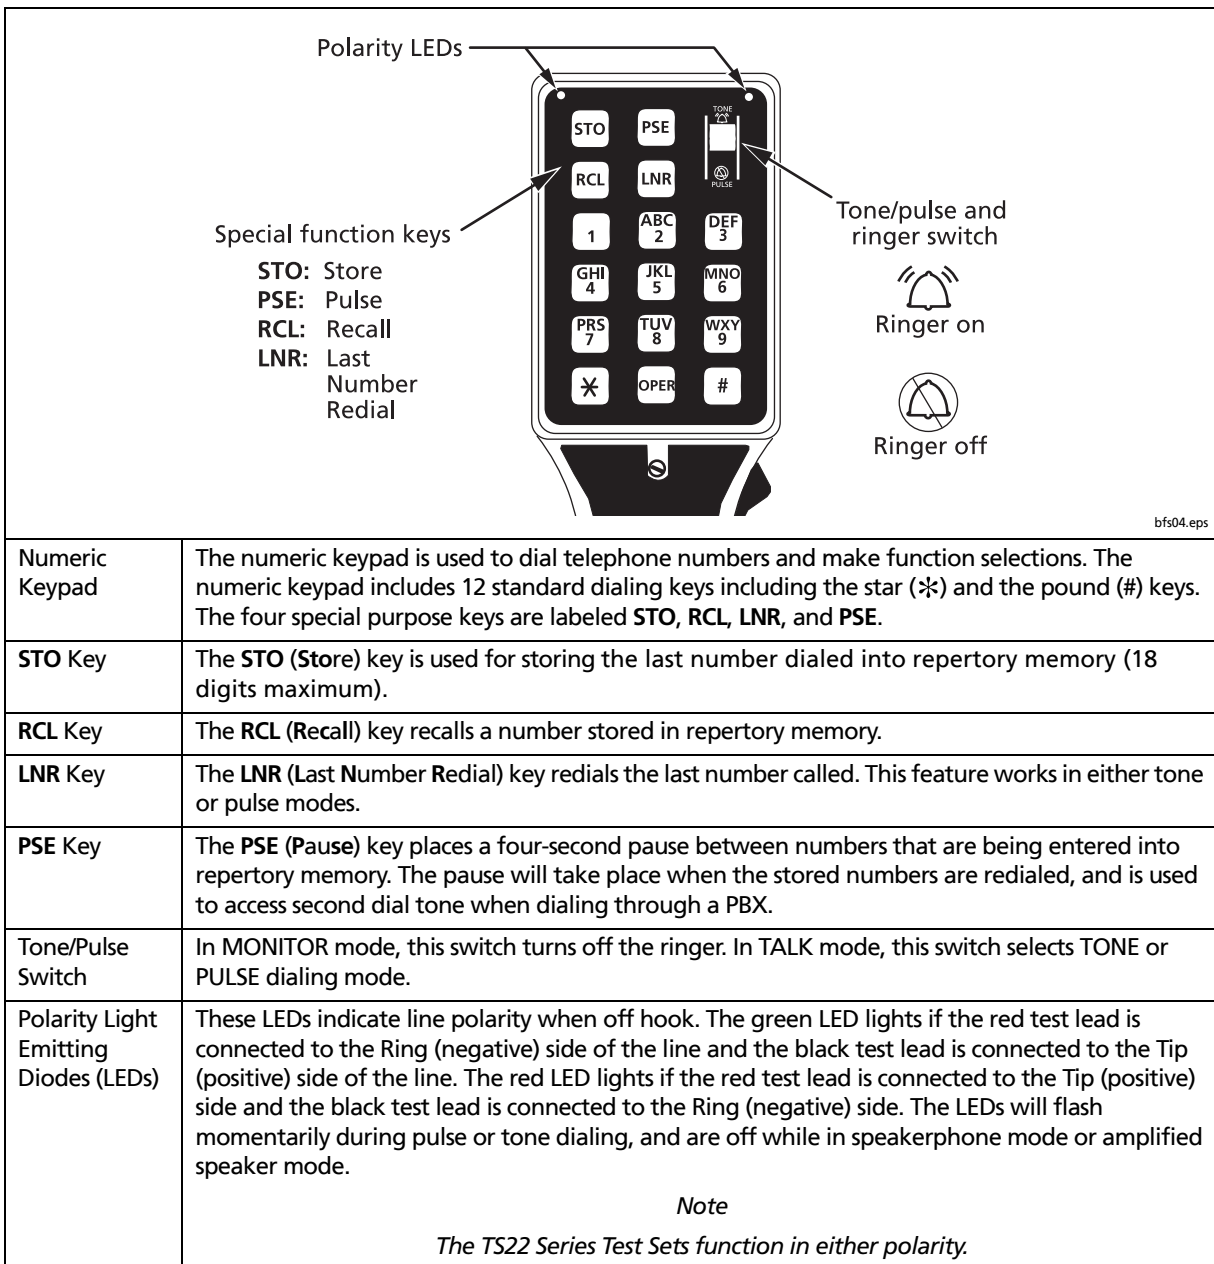 Polarity LEDs
TONE
STO PSE
RCL LNR
PULSE
Tone/pulse and
ringer switch
Special function keys
STO: Store
PSE: Pulse
RCL: Recall
LNR: Last
Number
Redial
1 ABC 2 DEF 3
GHI 4 JKL 5 MNO 6
PRS 7 TUV 8 WXY 9
* OPER #
Ringer on
Ringer off
bfs04.eps
Numeric
Keypad
The numeric keypad is used to dial telephone numbers and make function selections. The
numeric keypad includes 12 standard dialing keys including the star (*) and the pound (#) keys.
The four special purpose keys are labeled STO, RCL, LNR, and PSE.
STO Key
The STO (Store) key is used for storing the last number dialed into repertory memory (18
digits maximum).
RCL Key
The RCL (Recall) key recalls a number stored in repertory memory.
LNR Key
The LNR (Last Number Redial) key redials the last number called. This feature works in either tone
or pulse modes.
PSE Key
The PSE (Pause) key places a four-second pause between numbers that are being entered into
repertory memory. The pause will take place when the stored numbers are redialed, and is used
to access second dial tone when dialing through a PBX.
Tone/Pulse
Switch
In MONITOR mode, this switch turns off the ringer. In TALK mode, this switch selects TONE or
PULSE dialing mode.
Polarity Light
Emitting
Diodes (LEDs)
These LEDs indicate line polarity when off hook. The green LED lights if the red test lead is
connected to the Ring (negative) side of the line and the black test lead is connected to the Tip
(positive) side of the line. The red LED lights if the red test lead is connected to the Tip (positive)
side and the black test lead is connected to the Ring (negative) side. The LEDs will flash
momentarily during pulse or tone dialing, and are off while in speakerphone mode or amplified
speaker mode.
Note
The TS22 Series Test Sets function in either polarity.